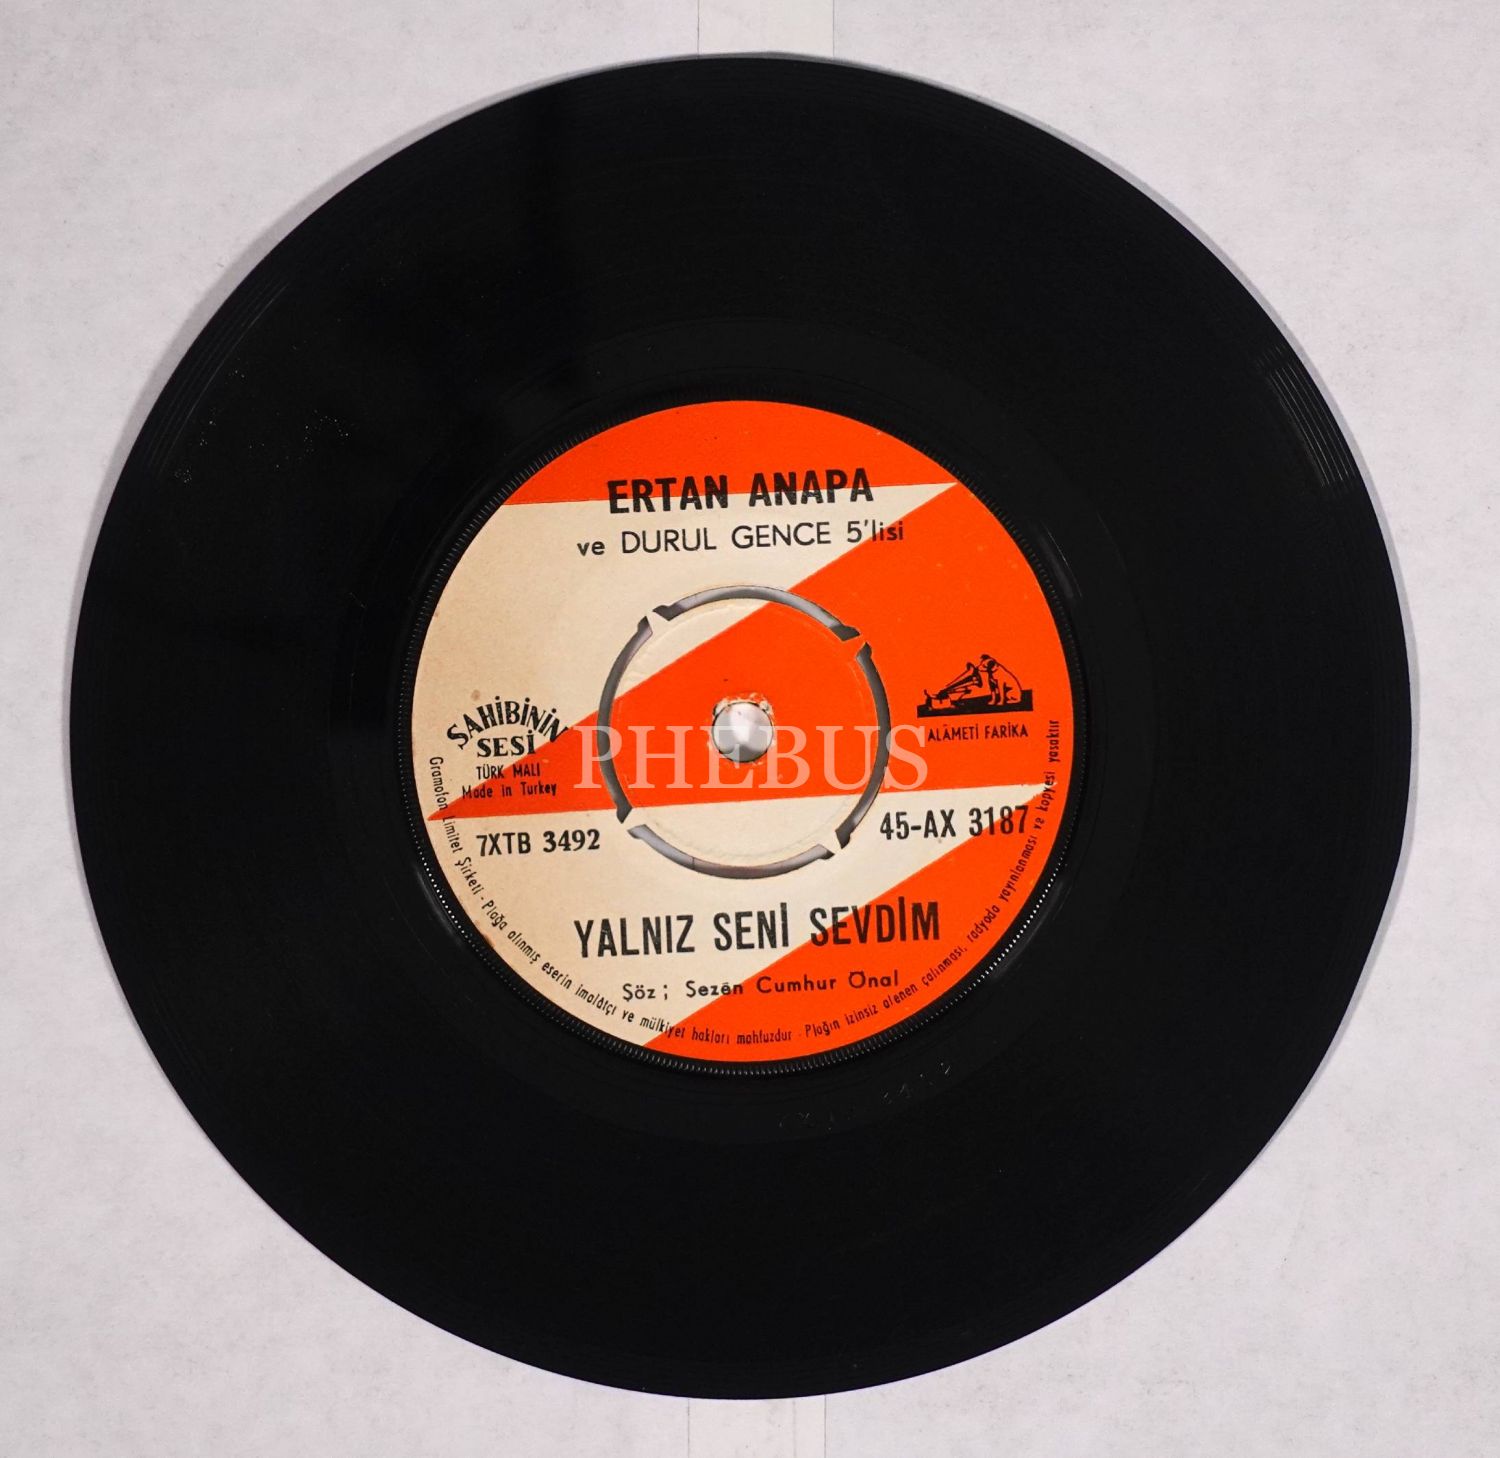 ERTAN ANAPA
ve DURUL GENCE 5'lisi
SAHİBİNİN
SESİ
TÜRK MALI
Made in Turkey
ALÂMETİ FARİKA
PHEBUS
7XTB 3492
45-AX 3187
YALNIZ SENİ SEVDİM
Şöz ; Sezen Cumhur Önal
Gramofon Limitet Şirketi - Plağa alınmış eserin imalâtçı ve mülkiyet hakları mahfuzdur - Plağın izinsiz alenen çalınması, radyoda yayınlanması ve kopyesi yasaktır